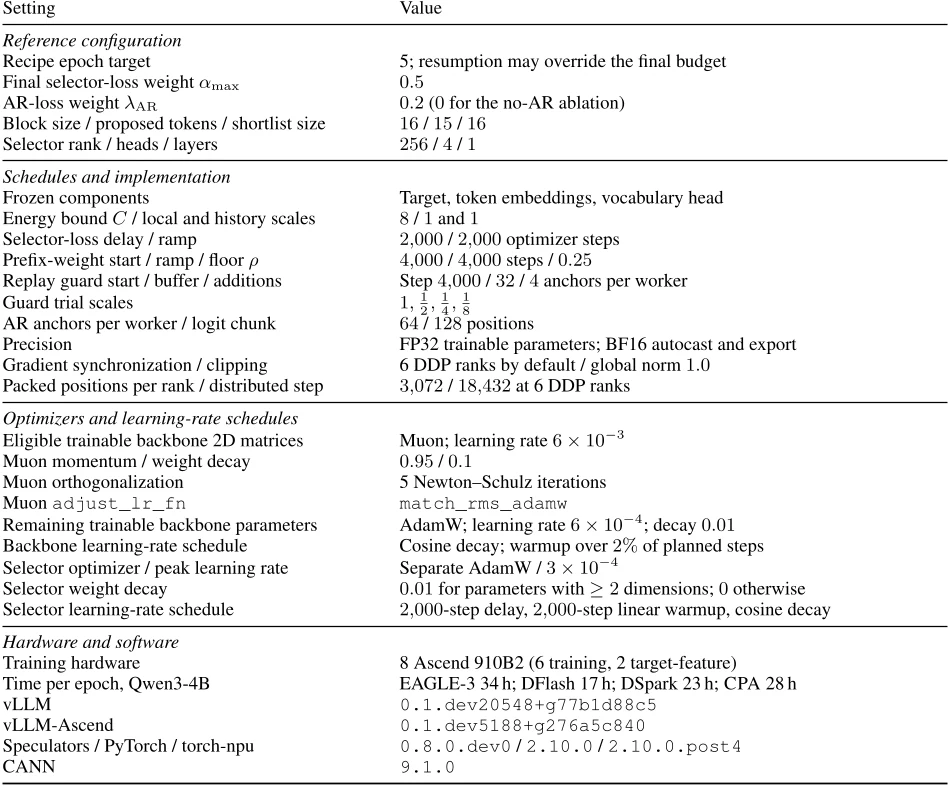 Setting Value
Reference configuration
Recipe epoch target 5; resumption may override the final budget
Final selector-loss weight α_max 0.5
AR-loss weight λ_AR 0.2 (0 for the no-AR ablation)
Block size / proposed tokens / shortlist size 16 / 15 / 16
Selector rank / heads / layers 256 / 4 / 1
Schedules and implementation
Frozen components Target, token embeddings, vocabulary head
Energy bound C / local and history scales 8 / 1 and 1
Selector-loss delay / ramp 2,000 / 2,000 optimizer steps
Prefix-weight start / ramp / floor ρ 4,000 / 4,000 steps / 0.25
Replay guard start / buffer / additions Step 4,000 / 32 / 4 anchors per worker
Guard trial scales 1, 1/2, 1/4, 1/8
AR anchors per worker / logit chunk 64 / 128 positions
Precision FP32 trainable parameters; BF16 autocast and export
Gradient synchronization / clipping 6 DDP ranks by default / global norm 1.0
Packed positions per rank / distributed step 3,072 / 18,432 at 6 DDP ranks
Optimizers and learning-rate schedules
Eligible trainable backbone 2D matrices Muon; learning rate 6 × 10⁻³
Muon momentum / weight decay 0.95 / 0.1
Muon orthogonalization 5 Newton–Schulz iterations
Muon adjust_lr_fn match_rms_adamw
Remaining trainable backbone parameters AdamW; learning rate 6 × 10⁻⁴; decay 0.01
Backbone learning-rate schedule Cosine decay; warmup over 2% of planned steps
Selector optimizer / peak learning rate Separate AdamW / 3 × 10⁻⁴
Selector weight decay 0.01 for parameters with ≥ 2 dimensions; 0 otherwise
Selector learning-rate schedule 2,000-step delay, 2,000-step linear warmup, cosine decay
Hardware and software
Training hardware 8 Ascend 910B2 (6 training, 2 target-feature)
Time per epoch, Qwen3-4B EAGLE-3 34 h; DFlash 17 h; DSpark 23 h; CPA 28 h
vLLM 0.1.dev20548+g77b1d88c5
vLLM-Ascend 0.1.dev5188+g276a5c840
Speculators / PyTorch / torch-npu 0.8.0.dev0 / 2.10.0 / 2.10.0.post4
CANN 9.1.0